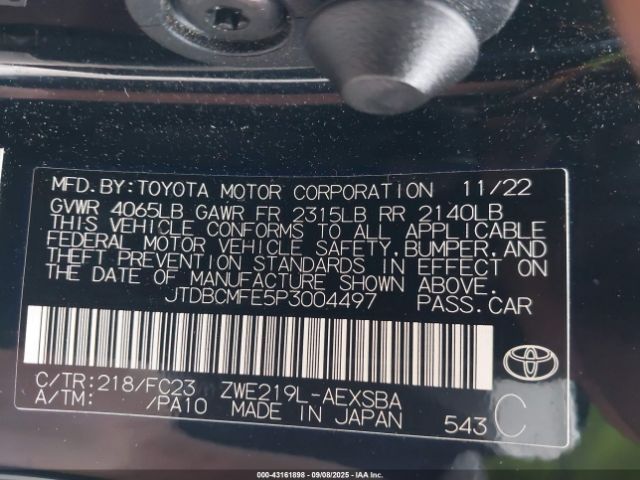 MFD.BY:TOYOTA MOTOR CORPORATION 11/22
GVWR 4065LB GAWR FR 2315LB RR 2140LB
THIS VEHICLE CONFORMS TO ALL APPLICABLE
FEDERAL MOTOR VEHICLE SAFETY,BUMPER,AND
THEFT PREVENTION STANDARDS IN EFFECT ON
THE DATE OF MANUFACTURE SHOWN ABOVE.
JTDBCMFE5P3004497 PASS.CAR
C/TR:218/FC23 ZWE219L-AEXSBA
A/TM: /PA10 MADE IN JAPAN 543 C
000-43161898 - 09/08/2025 - IAA Inc.